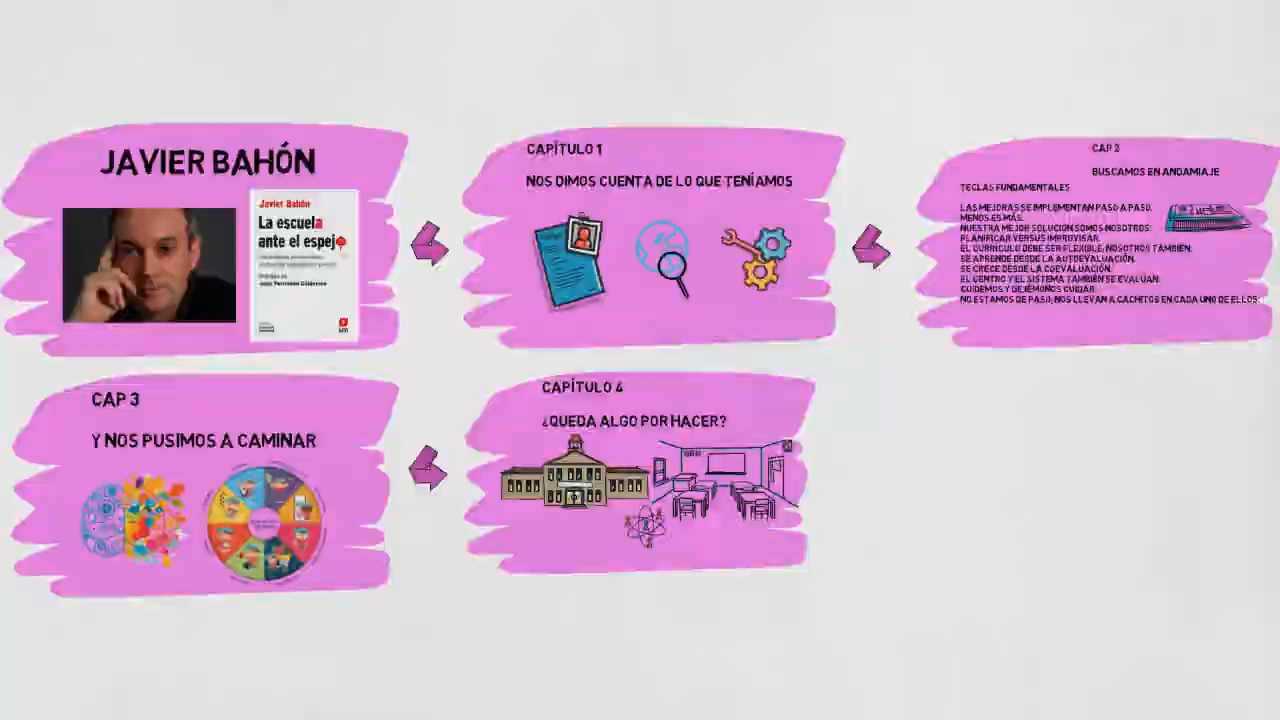 JAVIER BAHÓN
Javier Bahón
La escuela
ante el espejo
CAPÍTULO 1
NOS DIMOS CUENTA DE LO QUE TENÍAMOS
CAP 2
BUSCAMOS EN ANDAMIAJE
TECLAS FUNDAMENTALES
LAS MEJORAS SE IMPLEMENTAN PASO A PASO.
MENOS ES MÁS.
NUESTRA MEJOR SOLUCIÓN SOMOS NOSOTROS:
PLANIFICAR VERSUS IMPROVISAR.
EL CURRÍCULO DEBE SER FLEXIBLE; NOSOTROS TAMBIÉN.
SE APRENDE DESDE LA AUTOEVALUACIÓN.
SE CRECE DESDE LA COEVALUACIÓN.
EL CENTRO Y EL SISTEMA TAMBIÉN SE EVALUAN.
CUIDEMOS Y DEJÉMONOS CUIDAR.
NO ESTAMOS DE PASO; NOS LLEVAN A CACHITOS EN CADA UNO DE ELLOS.
CAP 3
Y NOS PUSIMOS A CAMINAR
CAPÍTULO 4
¿QUEDA ALGO POR HACER?